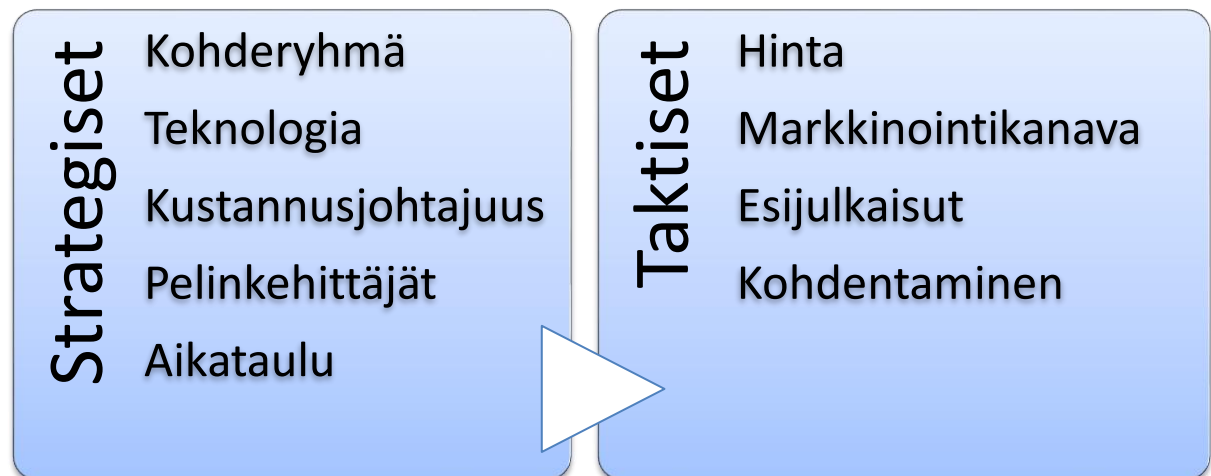 Strategiset
Kohderyhmä
Teknologia
Kustannusjohtajuus
Pelinkehittäjät
Aikataulu
Taktiset
Hinta
Markkinointikanava
Esijulkaisut
Kohdentaminen